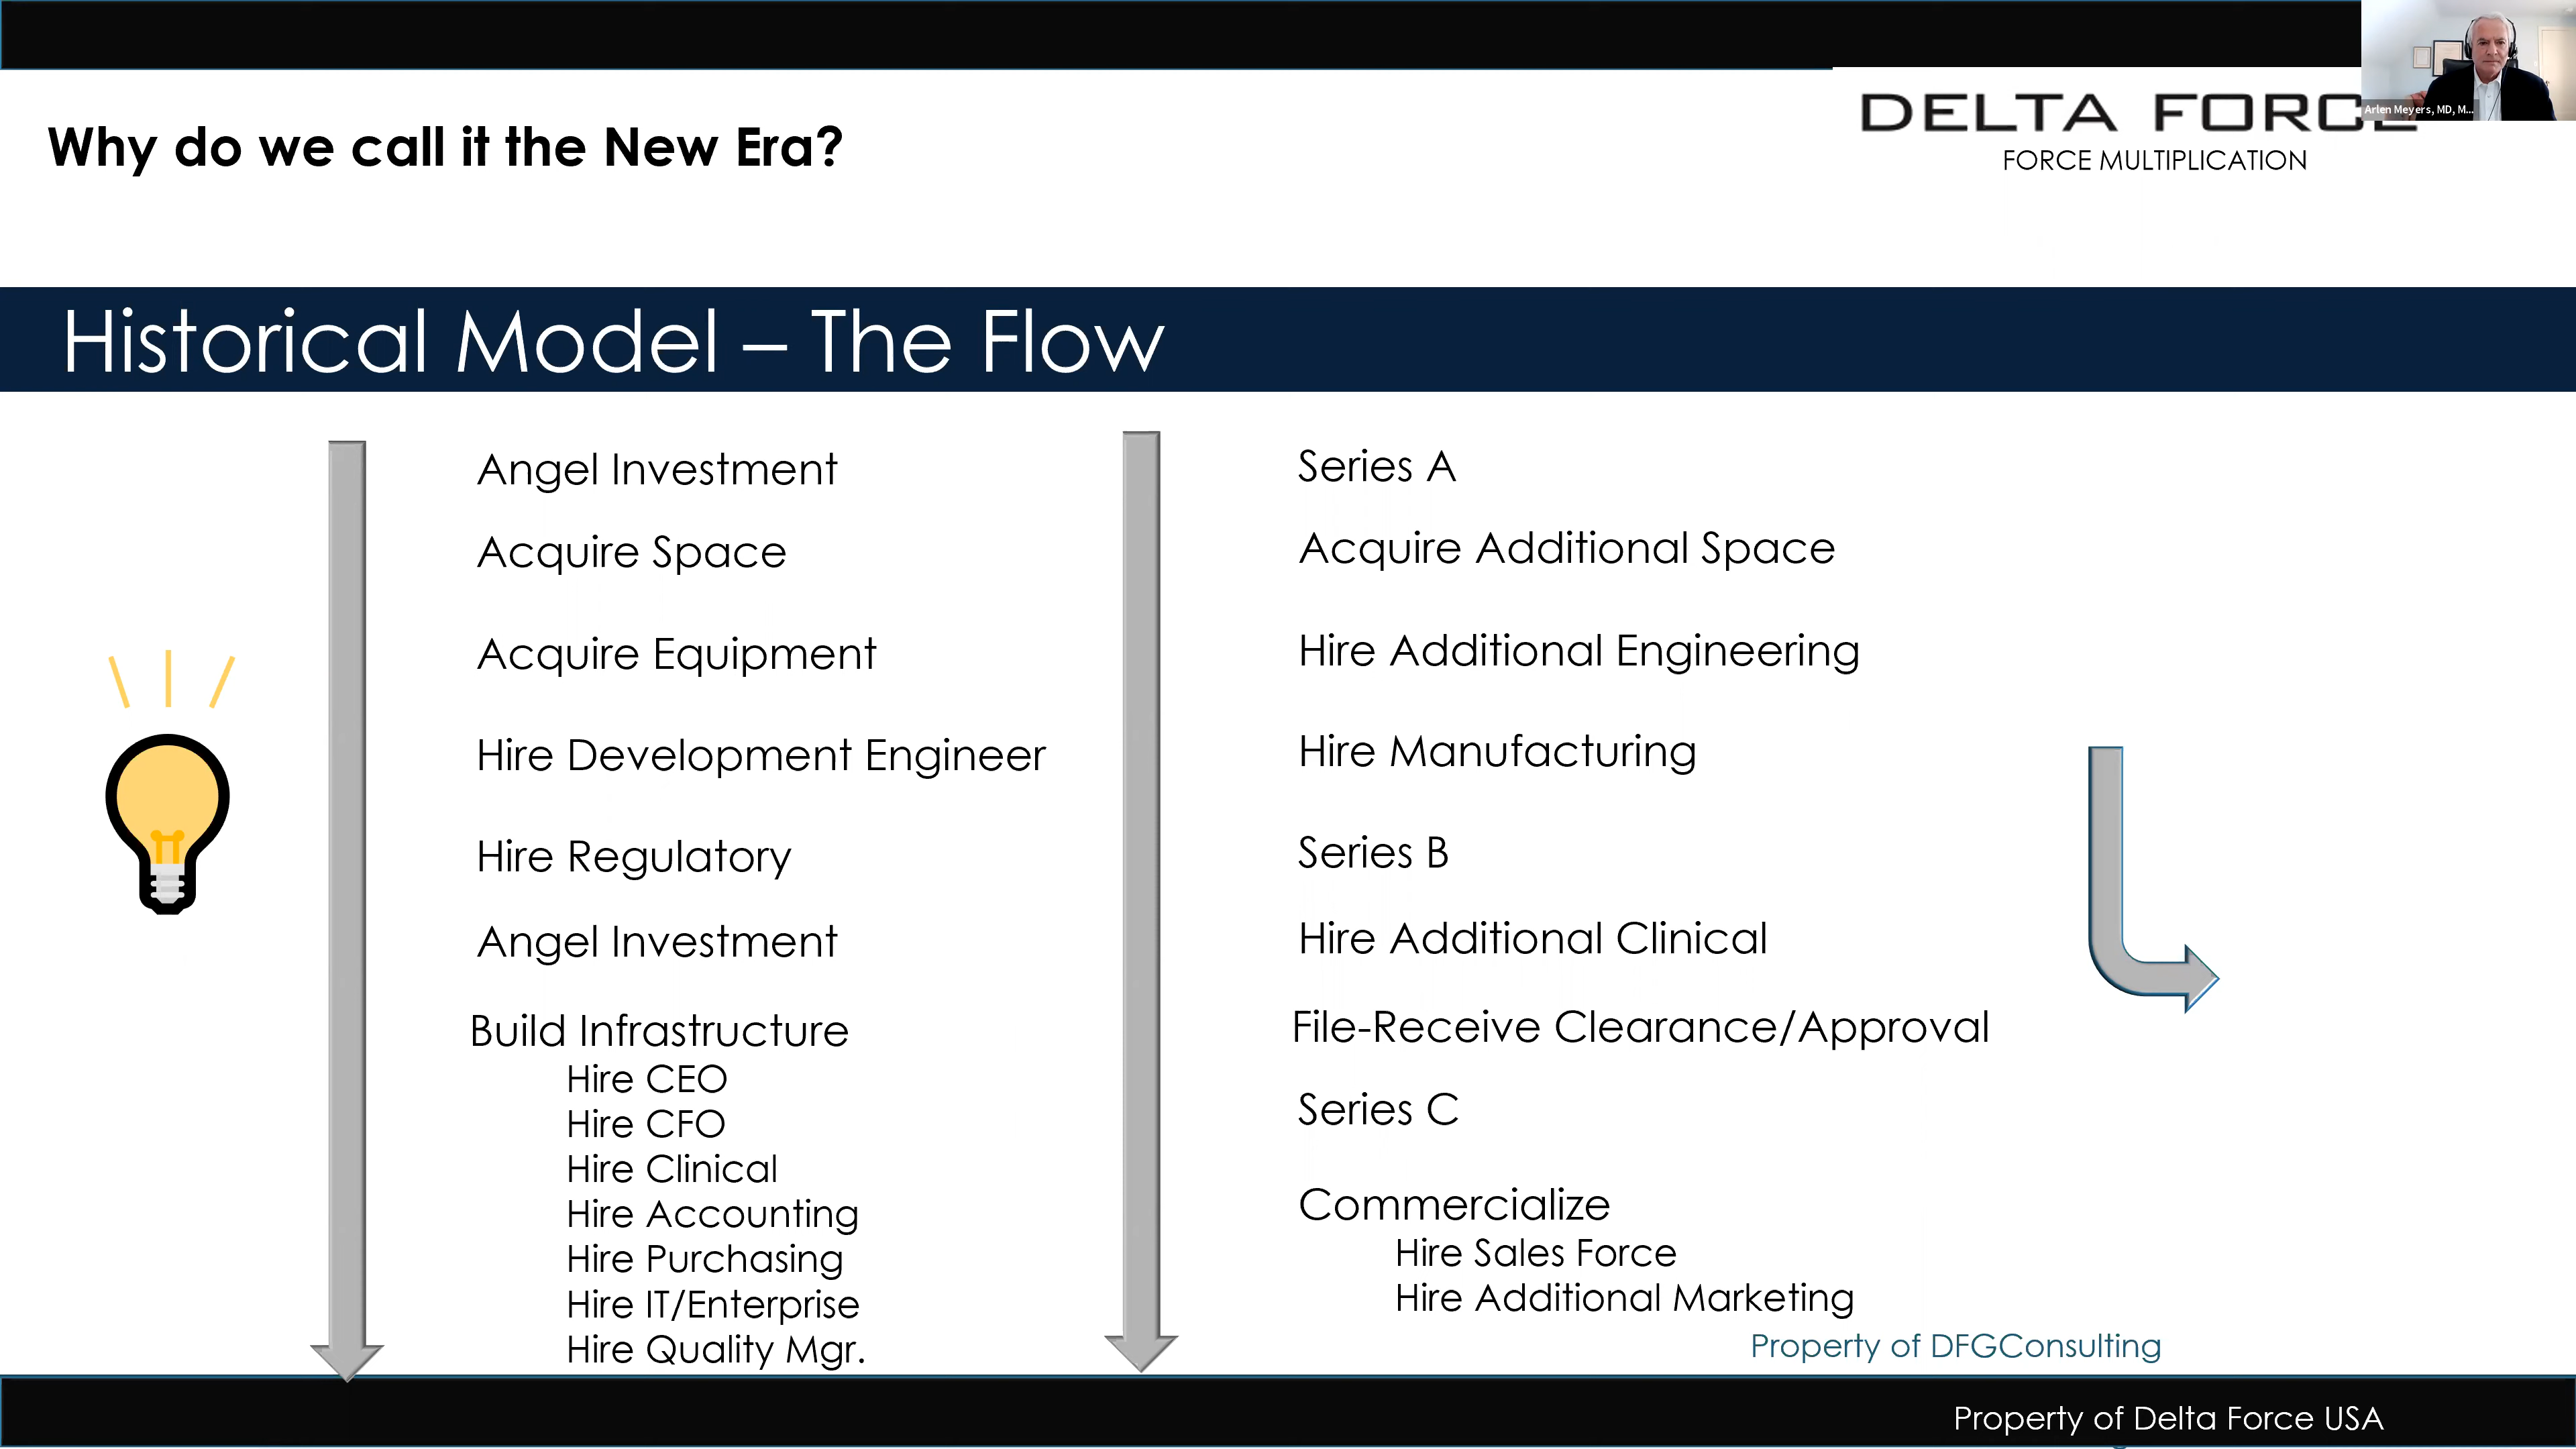 Arlen Meyers, MD, M...
DELTA FORCE
FORCE MULTIPLICATION
Why do we call it the New Era?
Historical Model – The Flow
Angel Investment
Acquire Space
Acquire Equipment
Hire Development Engineer
Hire Regulatory
Angel Investment
Build Infrastructure
Hire CEO
Hire CFO
Hire Clinical
Hire Accounting
Hire Purchasing
Hire IT/Enterprise
Hire Quality Mgr.
Series A
Acquire Additional Space
Hire Additional Engineering
Hire Manufacturing
Series B
Hire Additional Clinical
File-Receive Clearance/Approval
Series C
Commercialize
Hire Sales Force
Hire Additional Marketing
Property of DFGConsulting
Property of Delta Force USA